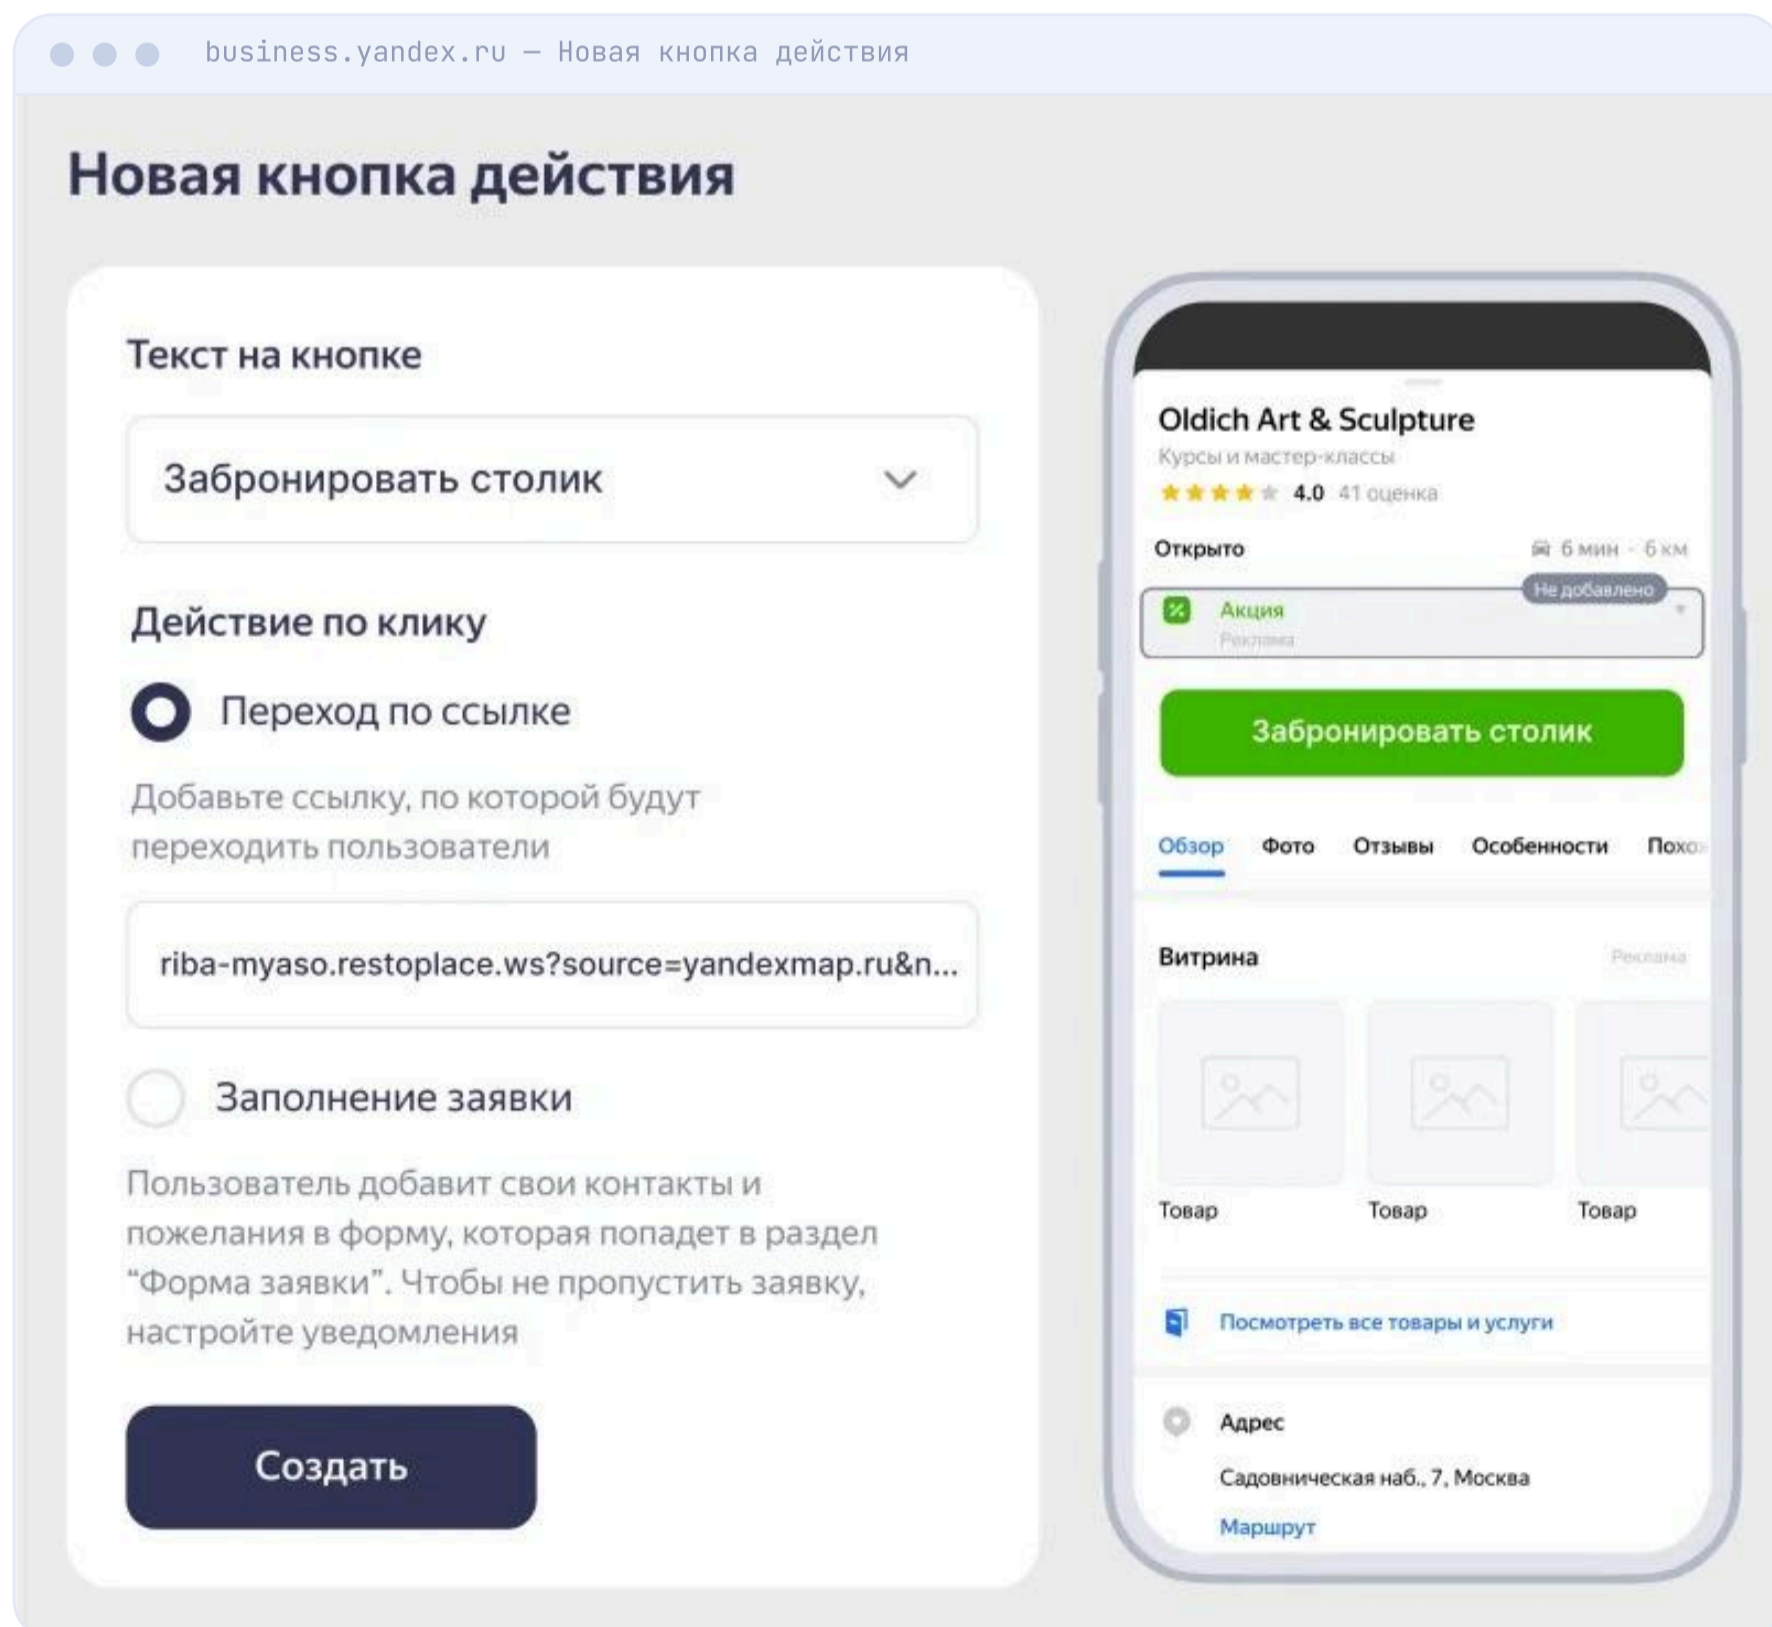 business.yandex.ru — Новая кнопка действия
Новая кнопка действия
Текст на кнопке
Забронировать столик
Действие по клику
Переход по ссылке
Добавьте ссылку, по которой будут
переходить пользователи
riba-myaso.restoplace.ws?source=yandexmap.ru&n...
Заполнение заявки
Пользователь добавит свои контакты и
пожелания в форму, которая попадет в раздел
“Форма заявки”. Чтобы не пропустить заявку,
настройте уведомления
Создать
Oldich Art & Sculpture
Курсы и мастер-классы
4.0 41 оценка
Открыто 6 мин · 6 км
Не добавлено
Акция
Реклама
Забронировать столик
Обзор Фото Отзывы Особенности Похо
Витрина Реклама
Товар Товар Товар
Посмотреть все товары и услуги
Адрес
Садовническая наб., 7, Москва
Маршрут